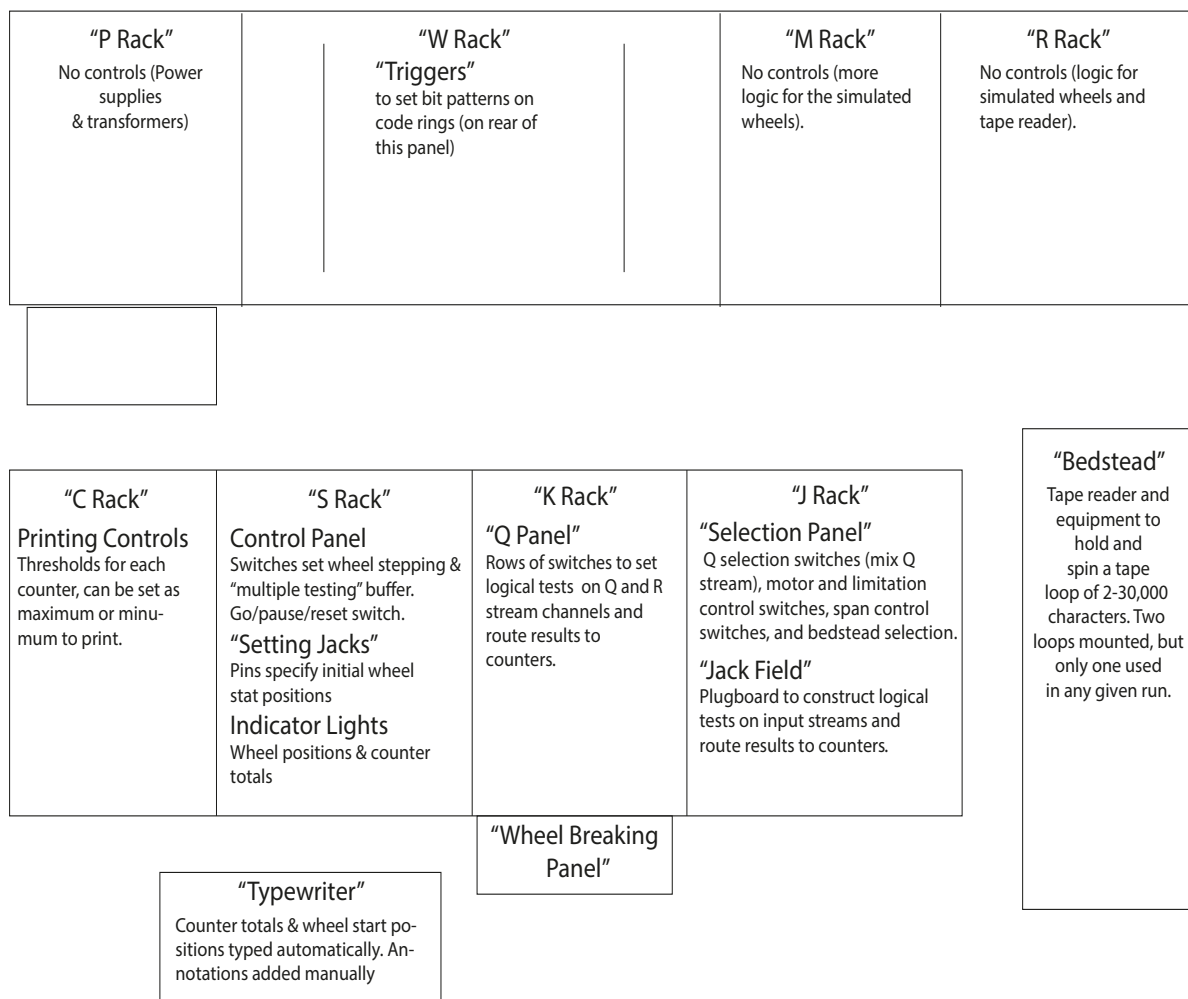 “P Rack”
No controls (Power
supplies
& transformers)
“W Rack”
“Triggers”
to set bit patterns on
code rings (on rear of
this panel)
“M Rack”
No controls (more
logic for the simulated
wheels).
“R Rack”
No controls (logic for
simulated wheels and
tape reader).
“C Rack”
Printing Controls
Thresholds for each
counter, can be set as
maximum or minu-
mum to print.
“S Rack”
Control Panel
Switches set wheel stepping &
“multiple testing” buffer.
Go/pause/reset switch.
“Setting Jacks”
Pins specify initial wheel
stat positions
Indicator Lights
Wheel positions & counter
totals
“K Rack”
“Q Panel”
Rows of switches to set
logical tests on Q and R
stream channels and
route results to
counters.
“J Rack”
“Selection Panel”
Q selection switches (mix Q
stream), motor and limitation
control switches, span control
switches, and bedstead selection.
“Jack Field”
Plugboard to construct logical
tests on input streams and
route results to counters.
“Bedstead”
Tape reader and
equipment to
hold and
spin a tape
loop of 2-30,000
characters. Two
loops mounted, but
only one used
in any given run.
“Wheel Breaking
Panel”
“Typewriter”
Counter totals & wheel start po-
sitions typed automatically. An-
notations added manually